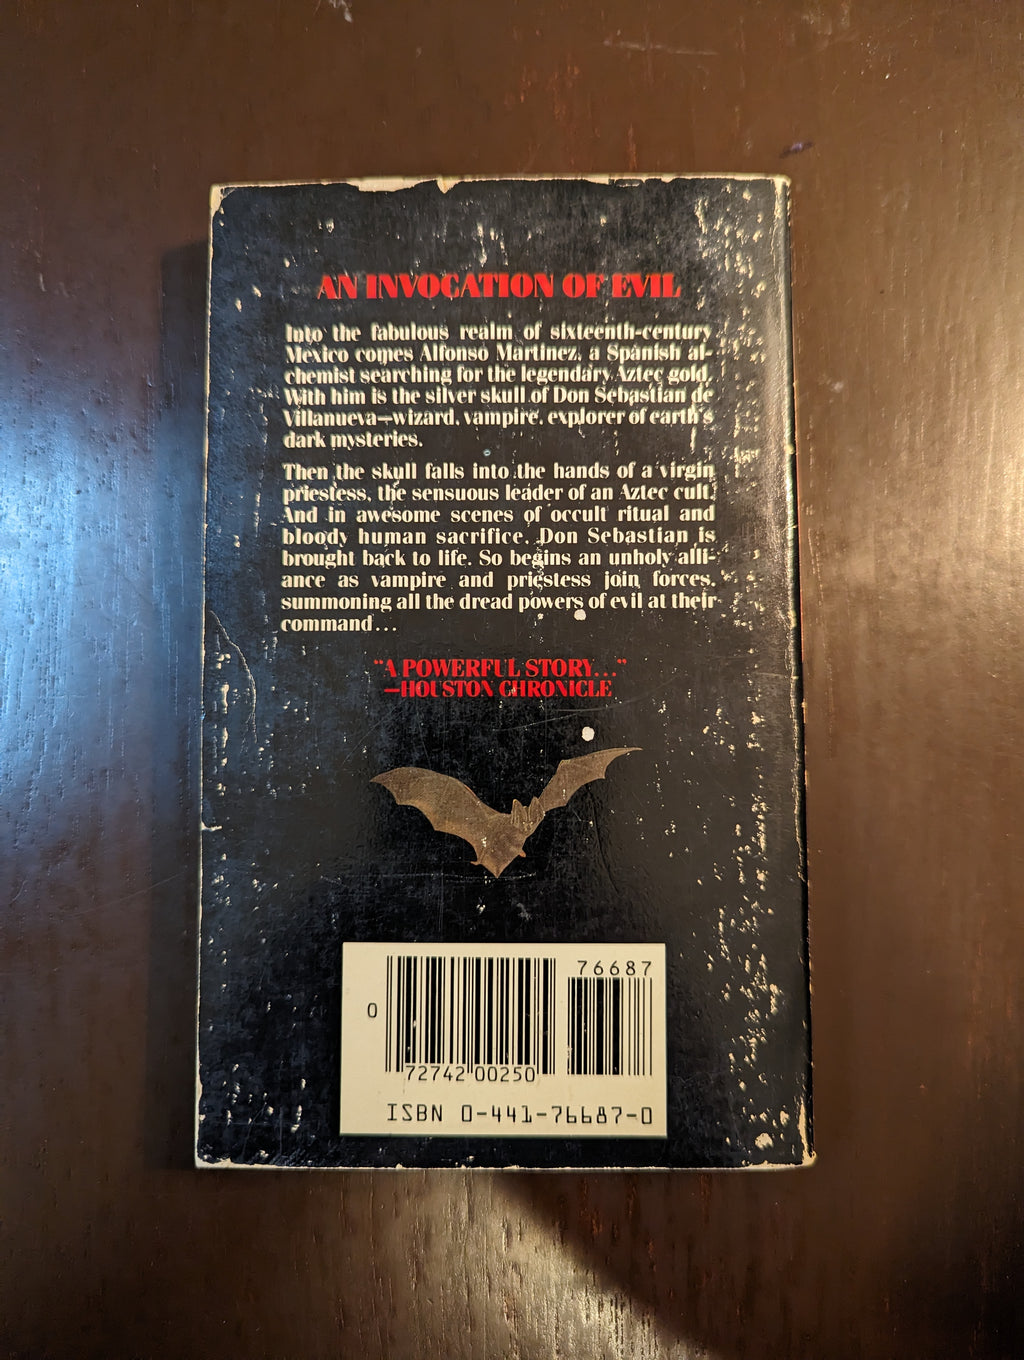 AN INVOCATION OF EVIL
Into the fabulous realm of sixteenth-century
Mexico comes Alfonso Martinez, a Spanish al-
chemist searching for the legendary Aztec gold.
With him is the silver skull of Don Sebastian de
Villanueva—wizard, vampire, explorer of earth's
dark mysteries.
Then the skull falls into the hands of a virgin
priestess, the sensuous leader of an Aztec cult.
And in awesome scenes of occult ritual and
bloody human sacrifice, Don Sebastian is
brought back to life. So begins an unholy alli-
ance as vampire and priestess join forces,
summoning all the dread powers of evil at their
command...
"A POWERFUL STORY..."
—HOUSTON CHRONICLE
76687
0
72742 00250
ISBN 0-441-76687-0